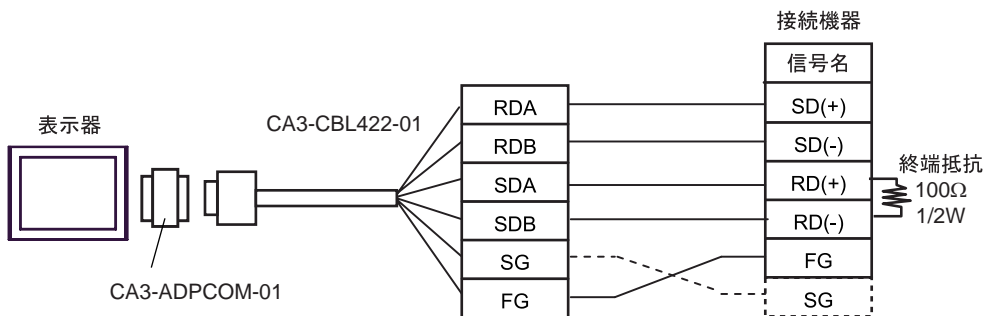 接続機器
信号名
表示器
CA3-CBL422-01
CA3-ADPCOM-01
RDA
RDB
SDA
SDB
SG
FG
SD(+)
SD(-)
RD(+)
RD(-)
FG
SG
終端抵抗
100Ω
1/2W